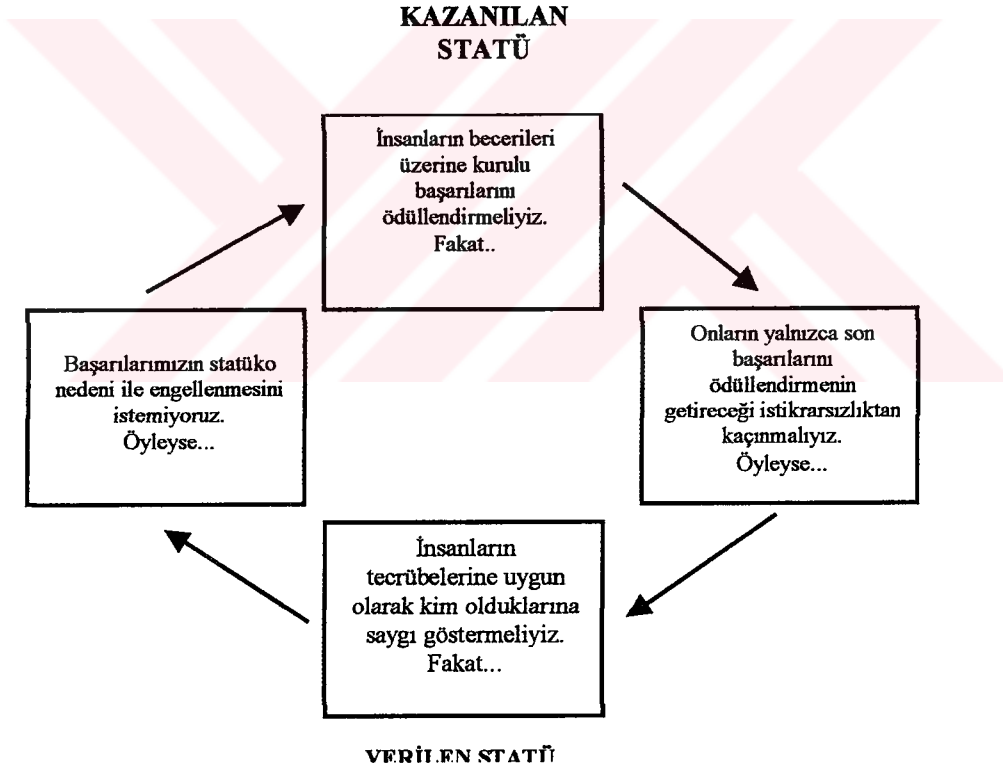 KAZANILAN
STATÜ
İnsanların becerileri
üzerine kurulu
başarılarını
ödüllendirmeliyiz.
Fakat..
Başarılarımızın statüko
nedeni ile engellenmesini
istemiyoruz.
Öyleyse...
Onların yalnızca son
başarılarını
ödüllendirmenin
getireceği istikrarsızlıktan
kaçınmalıyız.
Öyleyse...
İnsanların
tecrübelerine uygun
olarak kim olduklarına
saygı göstermeliyiz.
Fakat...
VERİLEN STATÜ